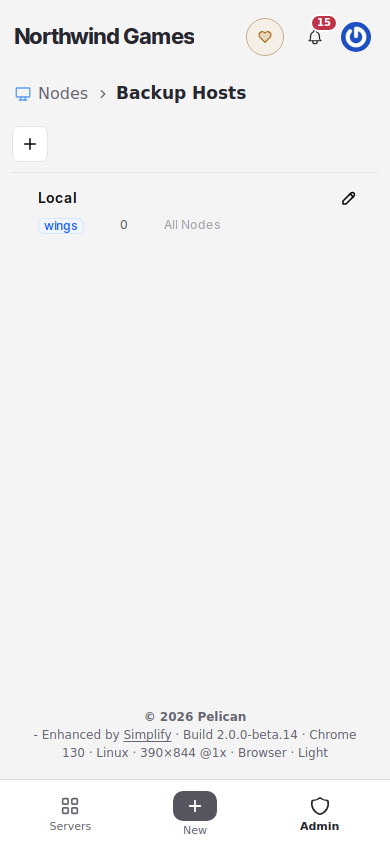 Northwind Games
15
Nodes > Backup Hosts
Local
wings 0 All Nodes
© 2026 Pelican
- Enhanced by Simplify · Build 2.0.0-beta.14 · Chrome
130 · Linux · 390×844 @1x · Browser · Light
Servers
New
Admin